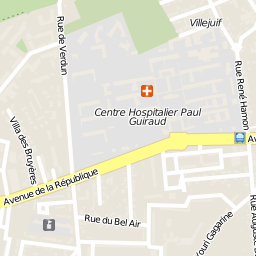 Villejuif
Rue de Verdun
Rue René Hamon
Centre Hospitalier Paul
Guiraud
Villa des Bruyères
Avenue de la République
Rue du Bel Air
Youri Gagarine